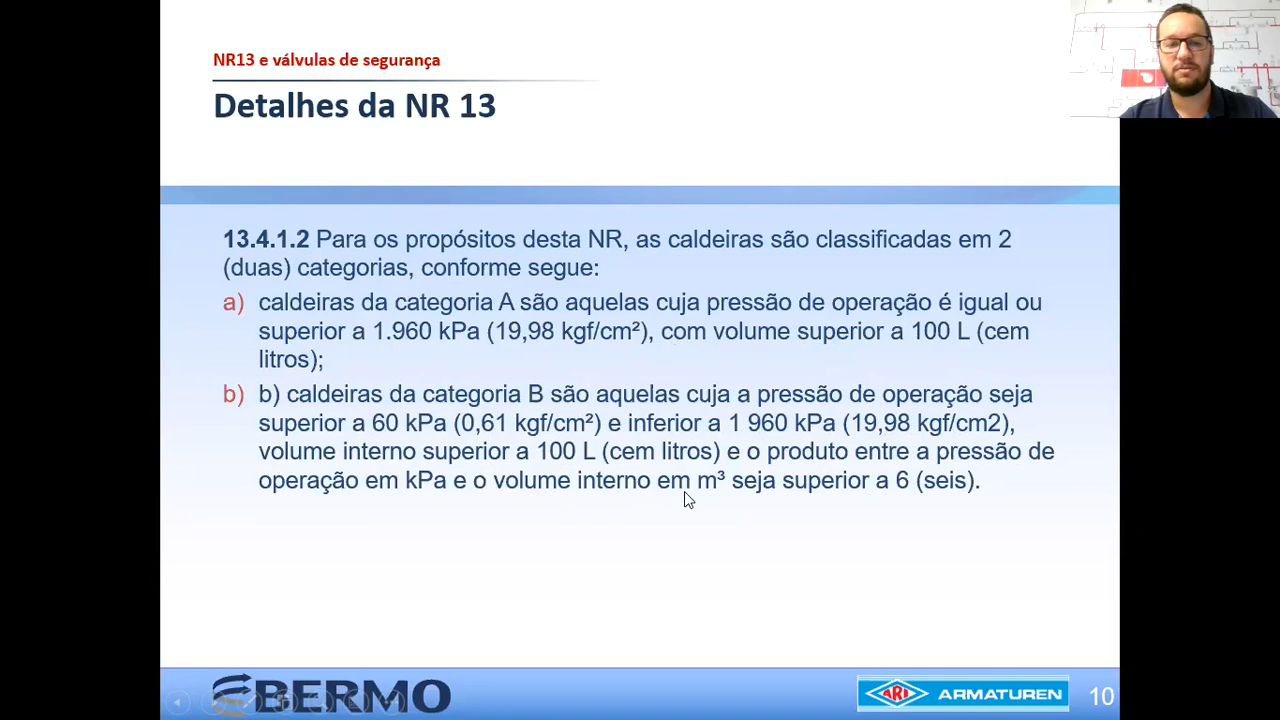 NR13 e válvulas de segurança
Detalhes da NR 13
13.4.1.2 Para os propósitos desta NR, as caldeiras são classificadas em 2
(duas) categorias, conforme segue:
a) caldeiras da categoria A são aquelas cuja pressão de operação é igual ou
superior a 1.960 kPa (19,98 kgf/cm²), com volume superior a 100 L (cem
litros);
b) b) caldeiras da categoria B são aquelas cuja a pressão de operação seja
superior a 60 kPa (0,61 kgf/cm²) e inferior a 1 960 kPa (19,98 kgf/cm2),
volume interno superior a 100 L (cem litros) e o produto entre a pressão de
operação em kPa e o volume interno em m³ seja superior a 6 (seis).
BERMO
ARI ARMATUREN
10